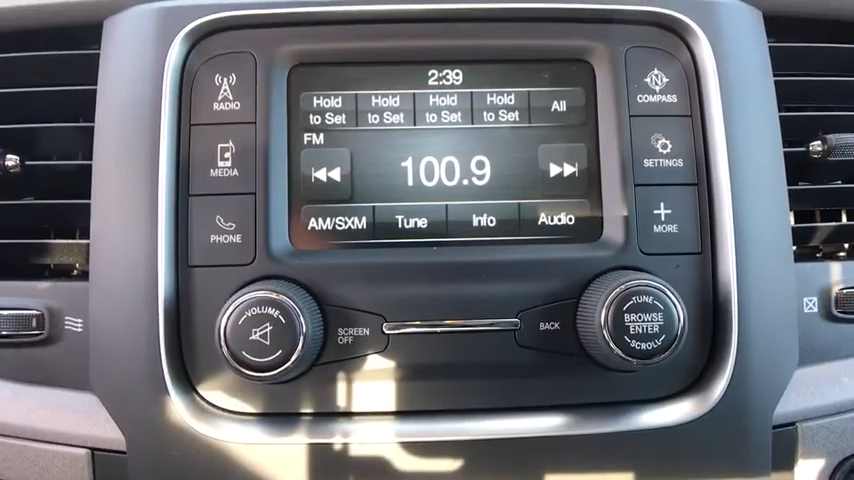 2:39
Hold to Set
Hold to Set
Hold to Set
Hold to Set
All
FM
100.9
AM/SXM
Tune
Info
Audio
RADIO
MEDIA
PHONE
N
COMPASS
SETTINGS
MORE
VOLUME
SCREEN OFF
BACK
TUNE
BROWSE
ENTER
SCROLL